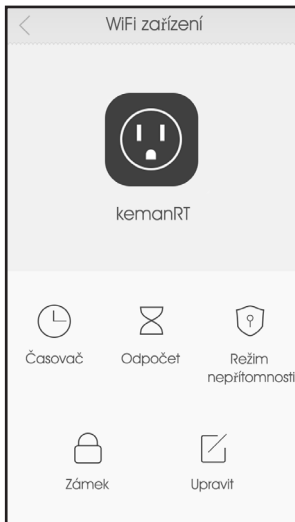 WiFi zařízení
kemanRT
Časovač
Odpočet
Režim
nepřítomnosti
Zámek
Upravit